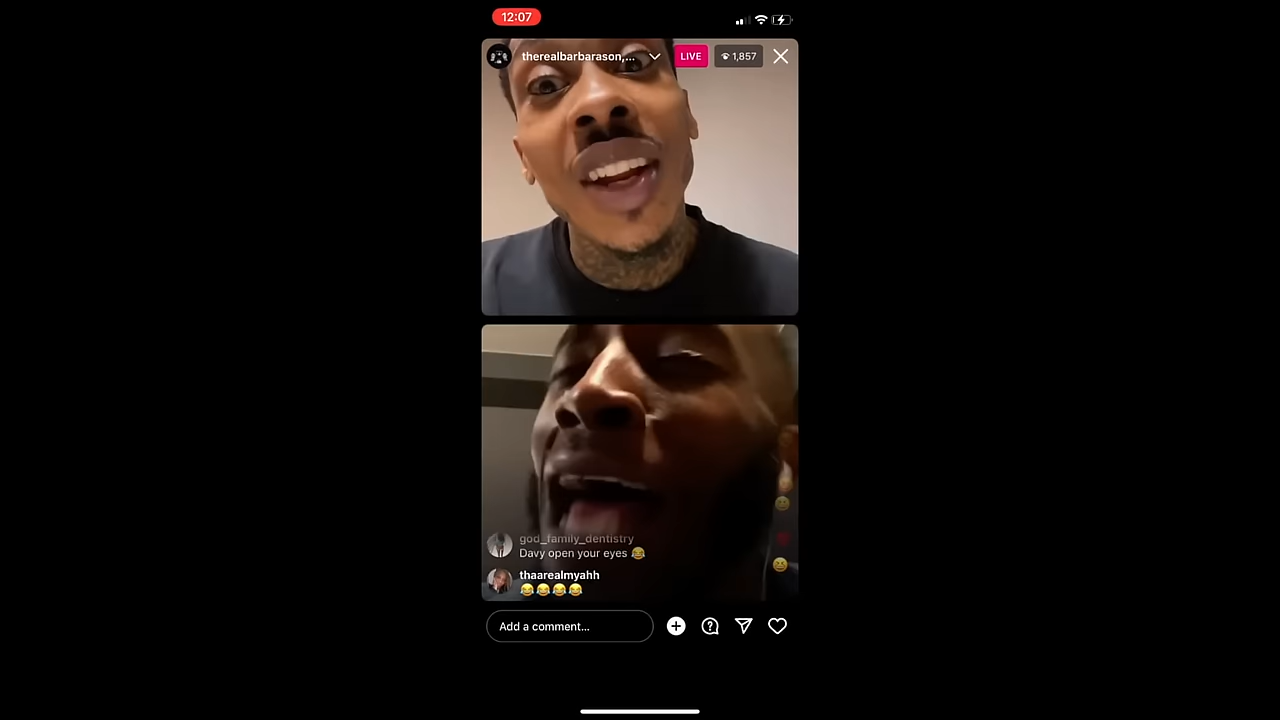 12:07
therealbarbarason,...
LIVE
1,857
god_family_dentistry
Davy open your eyes 😂
thaarealmyahh
😂😂😂😂
Add a comment...